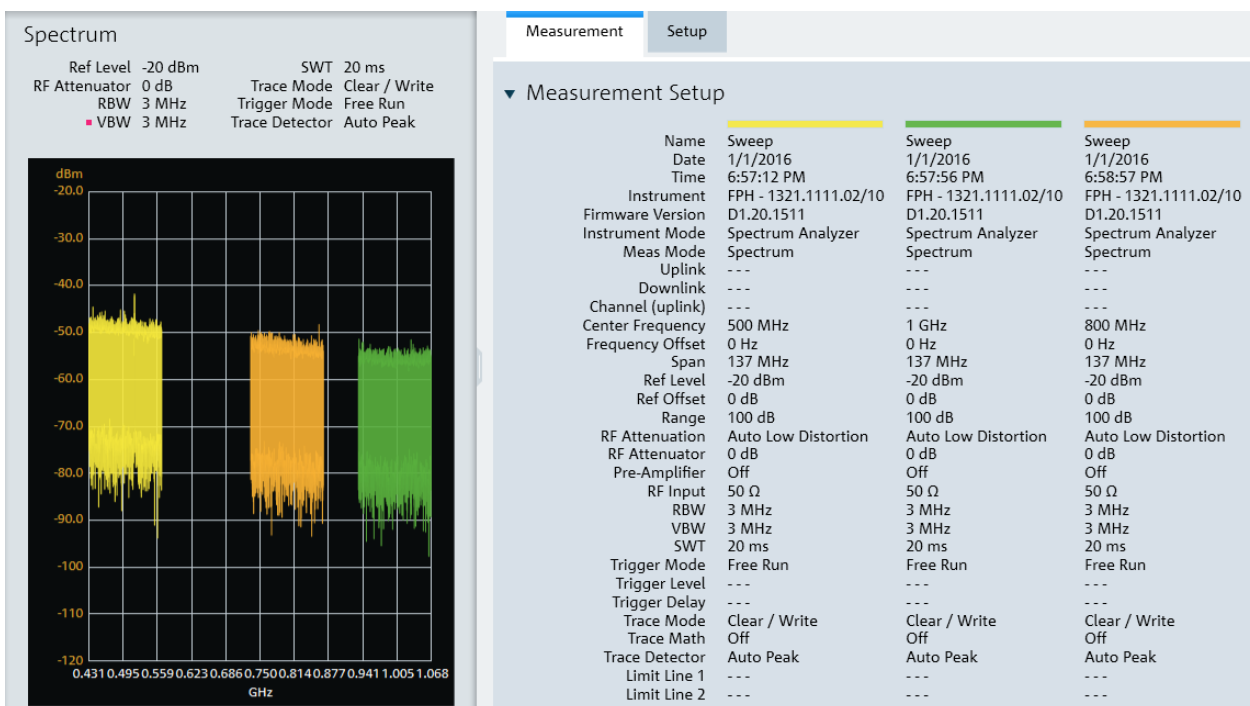 Spectrum
Ref Level -20 dBm SWT 20 ms
RF Attenuator 0 dB Trace Mode Clear / Write
RBW 3 MHz Trigger Mode Free Run
VBW 3 MHz Trace Detector Auto Peak
dBm
-20.0
-30.0
-40.0
-50.0
-60.0
-70.0
-80.0
-90.0
-100
-110
-120
0.431 0.495 0.559 0.623 0.686 0.750 0.814 0.877 0.941 1.005 1.068
GHz
Measurement Setup
Measurement Setup
Name Sweep Sweep Sweep
Date 1/1/2016 1/1/2016 1/1/2016
Time 6:57:12 PM 6:57:56 PM 6:58:57 PM
Instrument FPH - 1321.1111.02/10 FPH - 1321.1111.02/10 FPH - 1321.1111.02/10
Firmware Version D1.20.1511 D1.20.1511 D1.20.1511
Instrument Mode Spectrum Analyzer Spectrum Analyzer Spectrum Analyzer
Meas Mode Spectrum Spectrum Spectrum
Uplink --- --- ---
Downlink --- --- ---
Channel (uplink) --- --- ---
Center Frequency 500 MHz 1 GHz 800 MHz
Frequency Offset 0 Hz 0 Hz 0 Hz
Span 137 MHz 137 MHz 137 MHz
Ref Level -20 dBm -20 dBm -20 dBm
Ref Offset 0 dB 0 dB 0 dB
Range 100 dB 100 dB 100 dB
RF Attenuation Auto Low Distortion Auto Low Distortion Auto Low Distortion
RF Attenuator 0 dB 0 dB 0 dB
Pre-Amplifier Off Off Off
RF Input 50 Ω 50 Ω 50 Ω
RBW 3 MHz 3 MHz 3 MHz
VBW 3 MHz 3 MHz 3 MHz
SWT 20 ms 20 ms 20 ms
Trigger Mode Free Run Free Run Free Run
Trigger Level --- --- ---
Trigger Delay --- --- ---
Trace Mode Clear / Write Clear / Write Clear / Write
Trace Math Off Off Off
Trace Detector Auto Peak Auto Peak Auto Peak
Limit Line 1 --- --- ---
Limit Line 2 --- --- ---